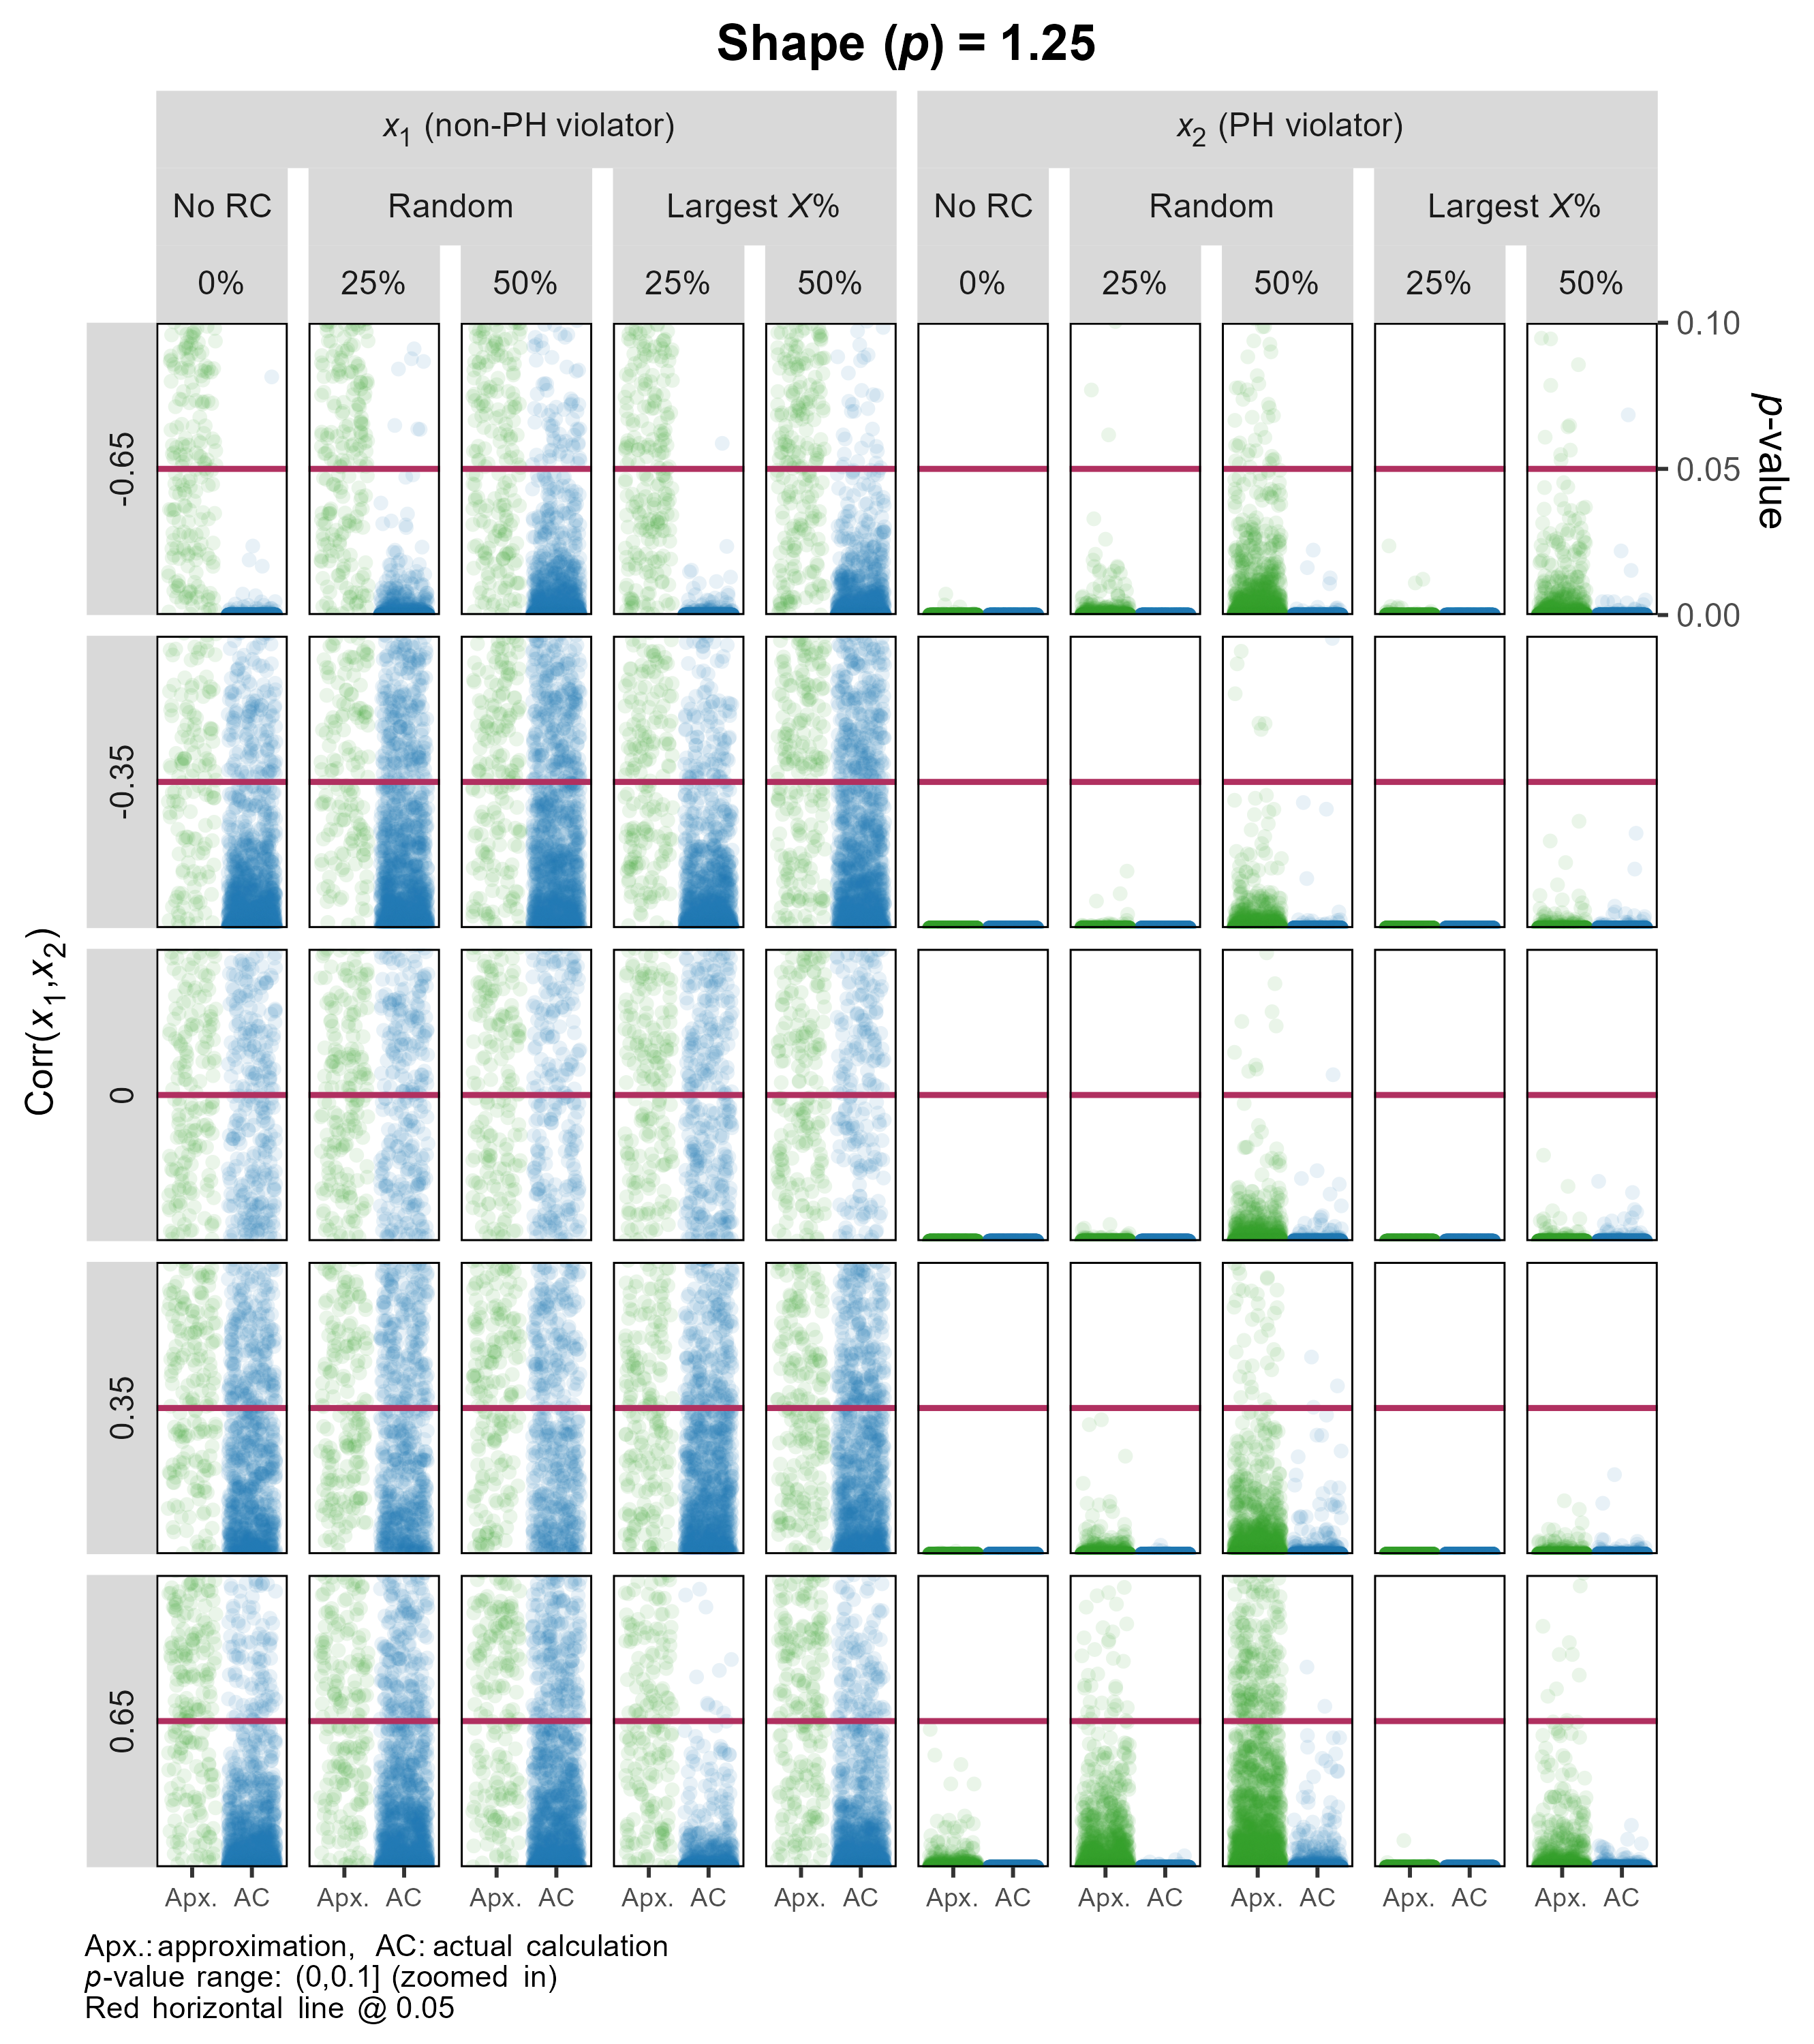 Shape (p) = 1.25
x1 (non-PH violator) x2 (PH violator)
No RC Random Largest X% No RC Random Largest X%
0% 25% 50% 25% 50% 0% 25% 50% 25% 50%
0.10
0.05
0.00
p-value
-0.65
-0.35
0
0.35
0.65
Corr(x1,x2)
Apx. AC Apx. AC Apx. AC Apx. AC Apx. AC Apx. AC Apx. AC Apx. AC Apx. AC Apx. AC
Apx.: approximation, AC: actual calculation
p-value range: (0,0.1] (zoomed in)
Red horizontal line @ 0.05